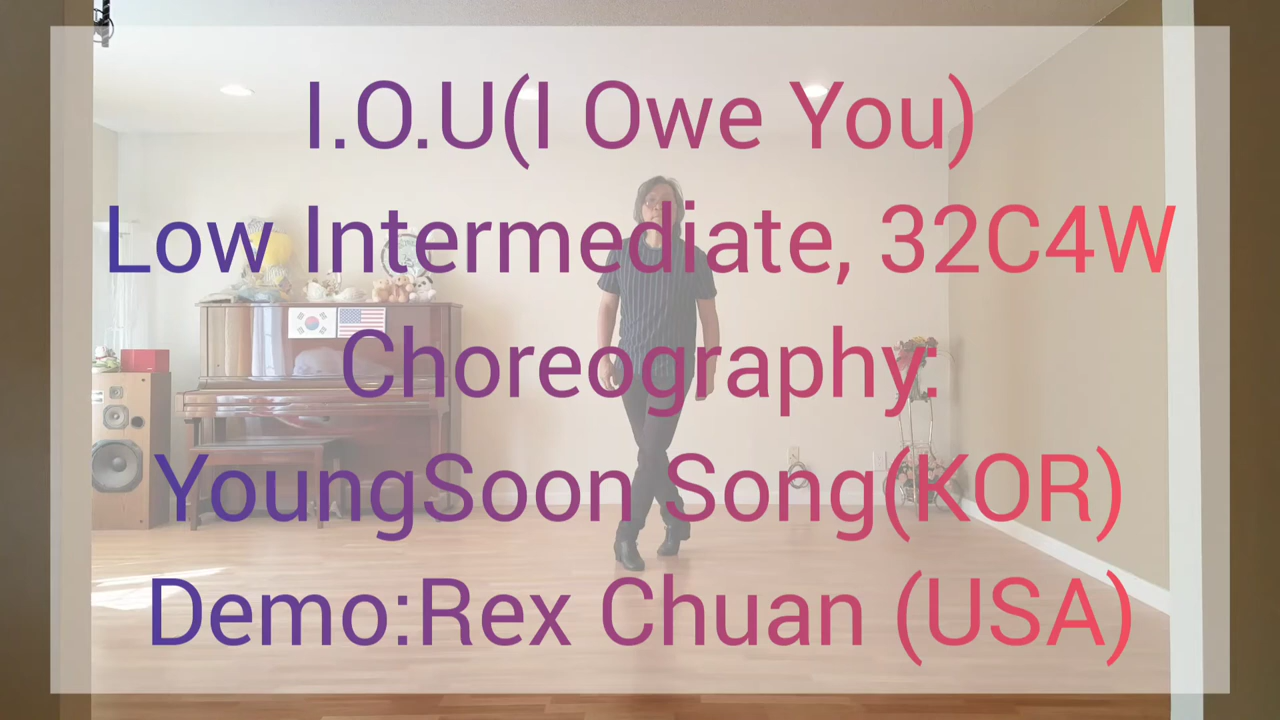 I.O.U(I Owe You)
Low Intermediate, 32C4W
Choreography:
YoungSoon Song(KOR)
Demo:Rex Chuan (USA)